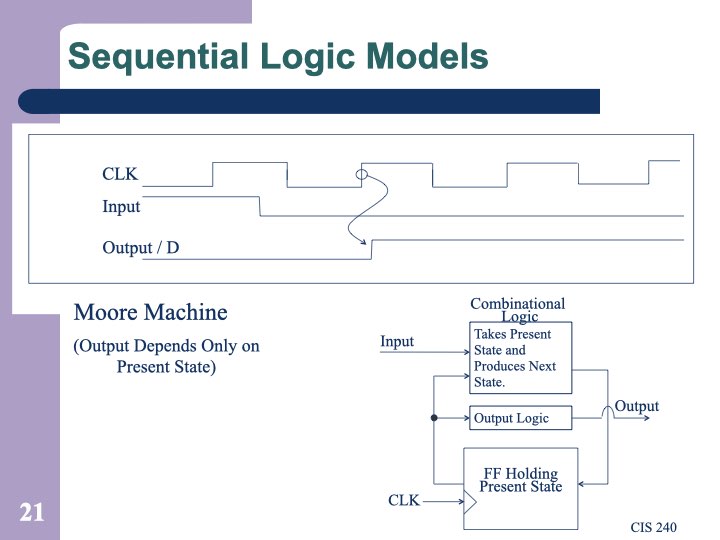 Sequential Logic Models
CLK
Input
Output / D
Moore Machine
(Output Depends Only on
Present State)
Combinational
Logic
Takes Present
State and
Produces Next
State.
Input
Output Logic
Output
FF Holding
Present State
CLK
21
CIS 240